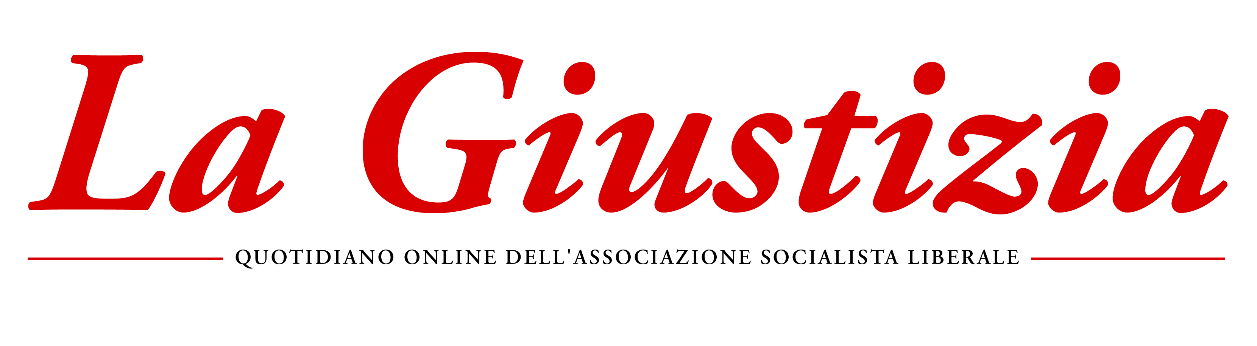 La Giustizia
QUOTIDIANO ONLINE DELL'ASSOCIAZIONE SOCIALISTA LIBERALE